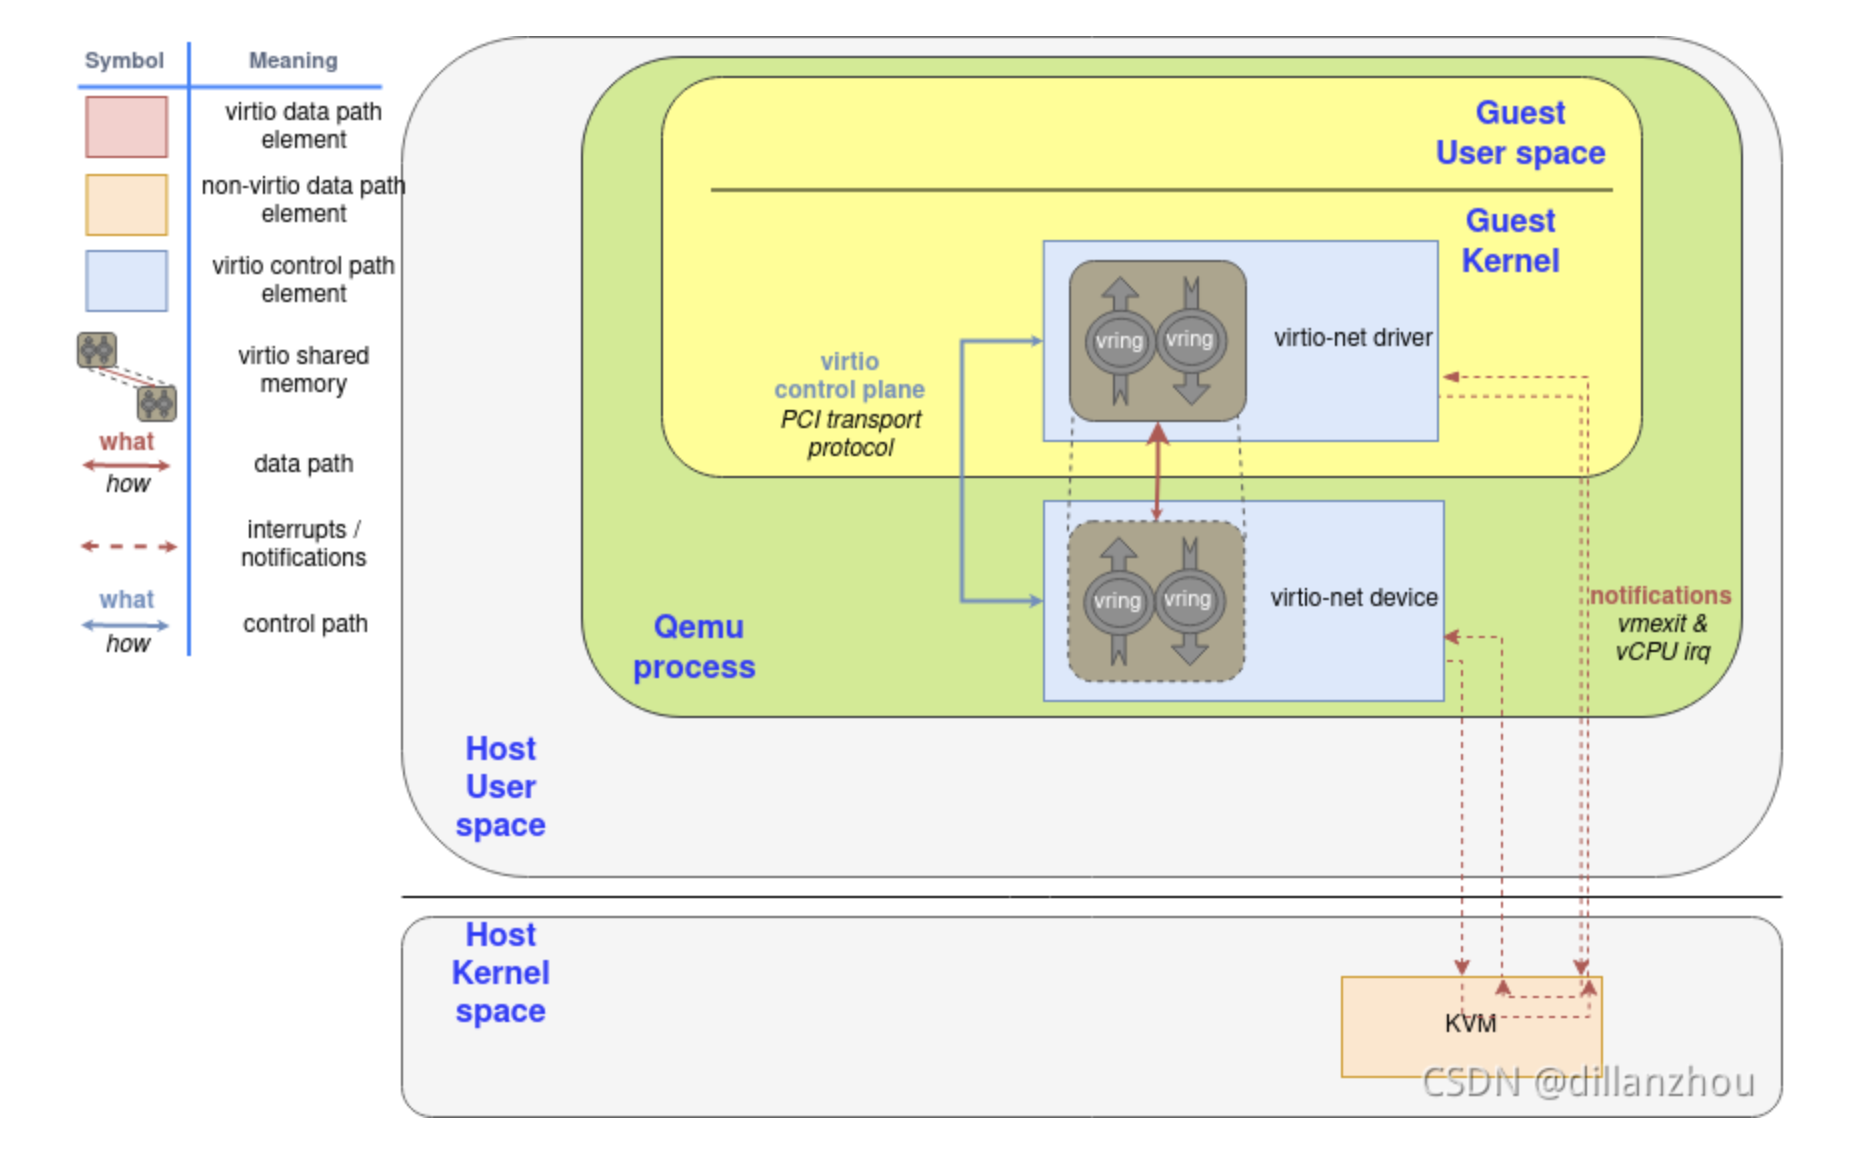 Symbol
Meaning
virtio data path
element
non-virtio data path
element
virtio control path
element
virtio shared
memory
what
how
data path
interrupts /
notifications
what
how
control path
Guest
User space
Guest
Kernel
vring
vring
virtio-net driver
virtio
control plane
PCI transport
protocol
vring
vring
virtio-net device
notifications
vmexit &
vCPU irq
Qemu
process
Host
User
space
Host
Kernel
space
KVM
CSDN @dillanzhou